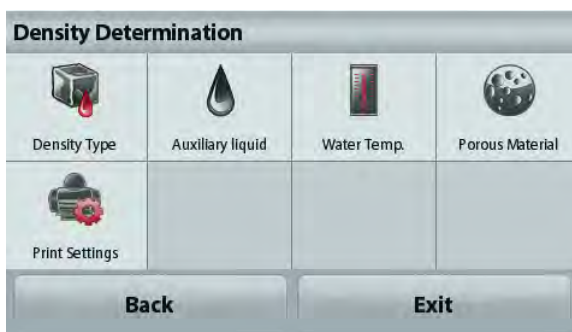 Density Determination
Density Type
Auxiliary liquid
Water Temp.
Porous Material
Print Settings
Back
Exit